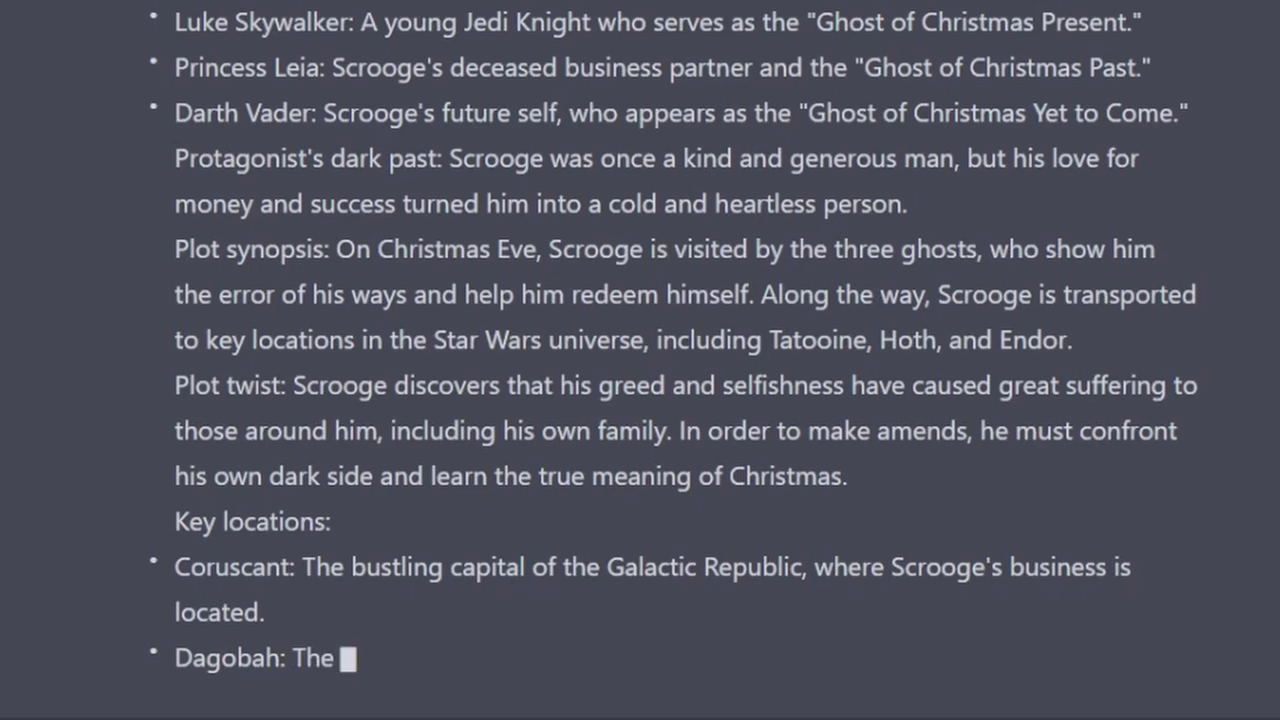 • Luke Skywalker: A young Jedi Knight who serves as the "Ghost of Christmas Present."
• Princess Leia: Scrooge's deceased business partner and the "Ghost of Christmas Past."
• Darth Vader: Scrooge's future self, who appears as the "Ghost of Christmas Yet to Come."
Protagonist's dark past: Scrooge was once a kind and generous man, but his love for
money and success turned him into a cold and heartless person.
Plot synopsis: On Christmas Eve, Scrooge is visited by the three ghosts, who show him
the error of his ways and help him redeem himself. Along the way, Scrooge is transported
to key locations in the Star Wars universe, including Tatooine, Hoth, and Endor.
Plot twist: Scrooge discovers that his greed and selfishness have caused great suffering to
those around him, including his own family. In order to make amends, he must confront
his own dark side and learn the true meaning of Christmas.
Key locations:
• Coruscant: The bustling capital of the Galactic Republic, where Scrooge's business is
located.
• Dagobah: The